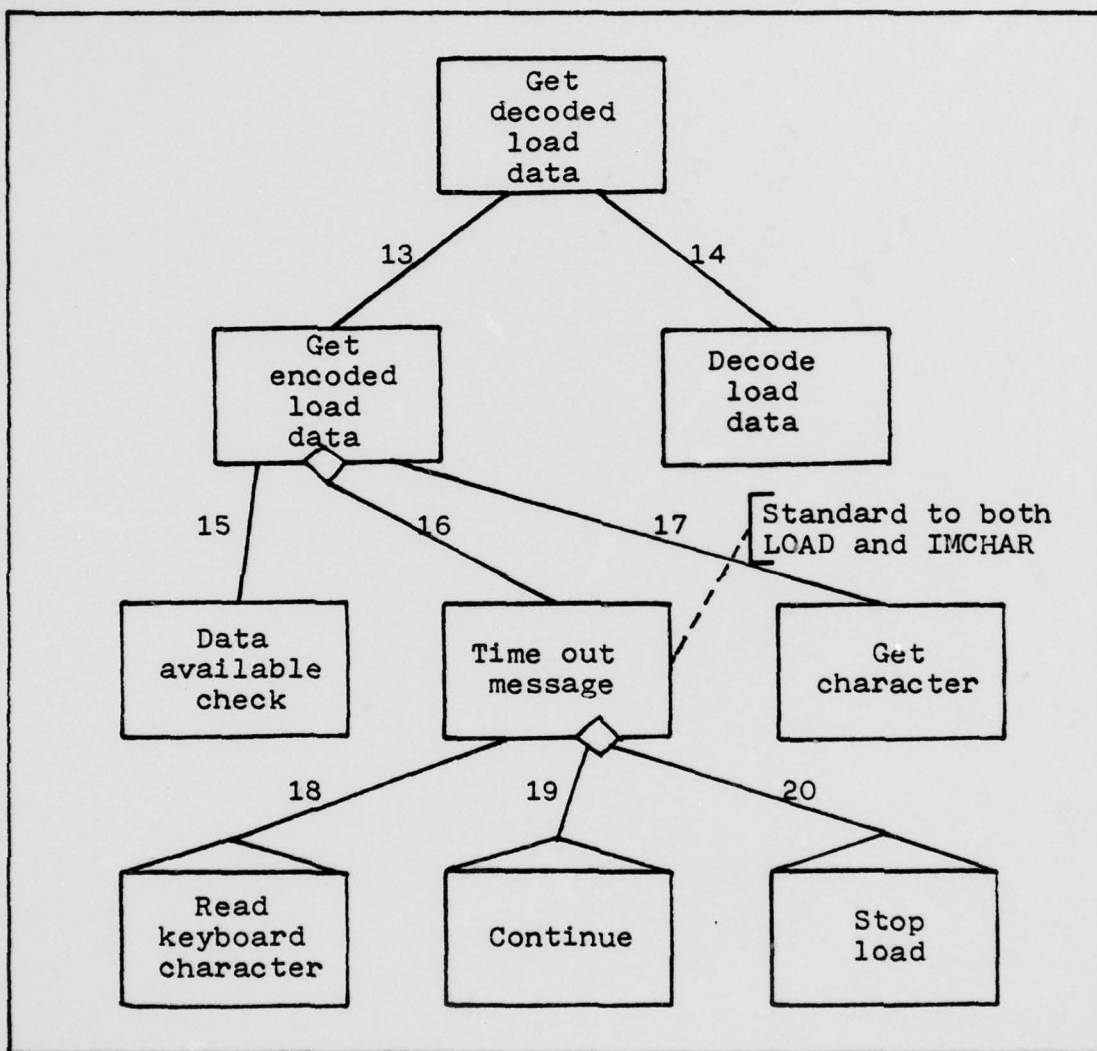 Get
decoded
load
data
13
14
Get
encoded
load
data
Decode
load
data
15
16
17
Standard to both
LOAD and IMCHAR
Data
available
check
Time out
message
Get
character
18
19
20
Read
keyboard
character
Continue
Stop
load